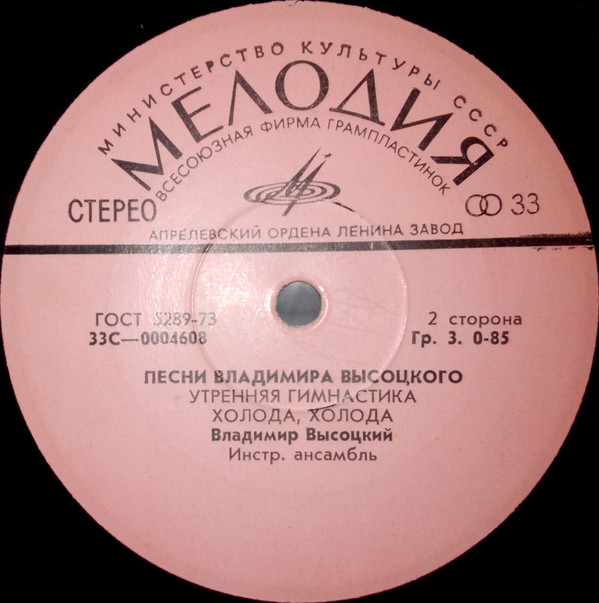 МИНИСТЕРСТВО КУЛЬТУРЫ СССР
МЕЛОДИЯ
ВСЕСОЮЗНАЯ ФИРМА ГРАМПЛАСТИНОК
СТЕРЕО
33
АПРЕЛЕВСКИЙ ОРДЕНА ЛЕНИНА ЗАВОД
ГОСТ 5289-73
2 сторона
33С—0004608
Гр. 3. 0-85
ПЕСНИ ВЛАДИМИРА ВЫСОЦКОГО
УТРЕННЯЯ ГИМНАСТИКА
ХОЛОДА, ХОЛОДА
Владимир Высоцкий
Инстр. ансамбль